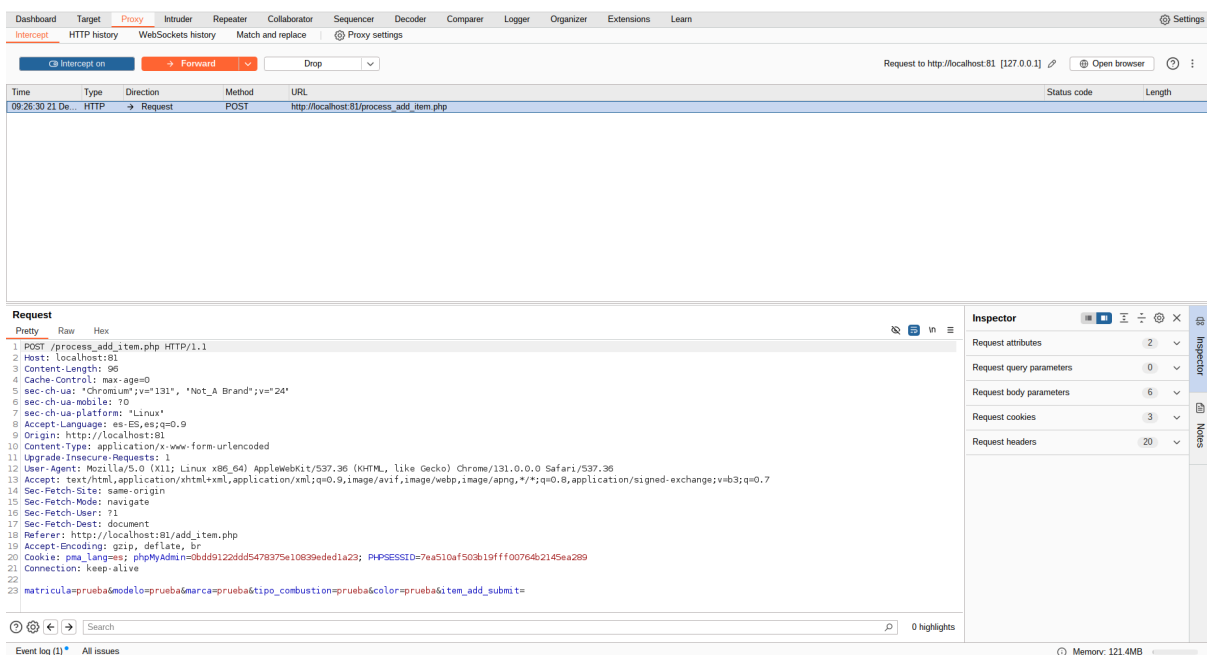 Dashboard Target Proxy Intruder Repeater Collaborator Sequencer Decoder Comparer Logger Organizer Extensions Learn Settings
Intercept HTTP history WebSockets history Match and replace Proxy settings
Intercept on → Forward Drop Request to http://localhost:81 [127.0.0.1] Open browser
Time Type Direction Method URL Status code Length
09:26:30 21 De... HTTP → Request POST http://localhost:81/process_add_item.php
Request
Pretty Raw Hex \n
1 POST /process_add_item.php HTTP/1.1
2 Host: localhost:81
3 Content-Length: 96
4 Cache-Control: max-age=0
5 sec-ch-ua: "Chromium";v="131", "Not_A Brand";v="24"
6 sec-ch-ua-mobile: ?0
7 sec-ch-ua-platform: "Linux"
8 Accept-Language: es-ES,es;q=0.9
9 Origin: http://localhost:81
10 Content-Type: application/x-www-form-urlencoded
11 Upgrade-Insecure-Requests: 1
12 User-Agent: Mozilla/5.0 (X11; Linux x86_64) AppleWebKit/537.36 (KHTML, like Gecko) Chrome/131.0.0.0 Safari/537.36
13 Accept: text/html,application/xhtml+xml,application/xml;q=0.9,image/avif,image/webp,image/apng,*/*;q=0.8,application/signed-exchange;v=b3;q=0.7
14 Sec-Fetch-Site: same-origin
15 Sec-Fetch-Mode: navigate
16 Sec-Fetch-User: ?1
17 Sec-Fetch-Dest: document
18 Referer: http://localhost:81/add_item.php
19 Accept-Encoding: gzip, deflate, br
20 Cookie: pma_lang=es; phpMyAdmin=0bdd9122ddd5478375e10839eded1a23; PHPSESSID=7ea510af503b19fff00764b2145ea289
21 Connection: keep-alive
22
23 matricula=prueba&modelo=prueba&marca=prueba&tipo_combustion=prueba&color=prueba&item_add_submit=
Search 0 highlights
Inspector
Request attributes 2
Request query parameters 0
Request body parameters 6
Request cookies 3
Request headers 20
Inspector
Notes
Event log (1) All issues Memory: 121.4MB